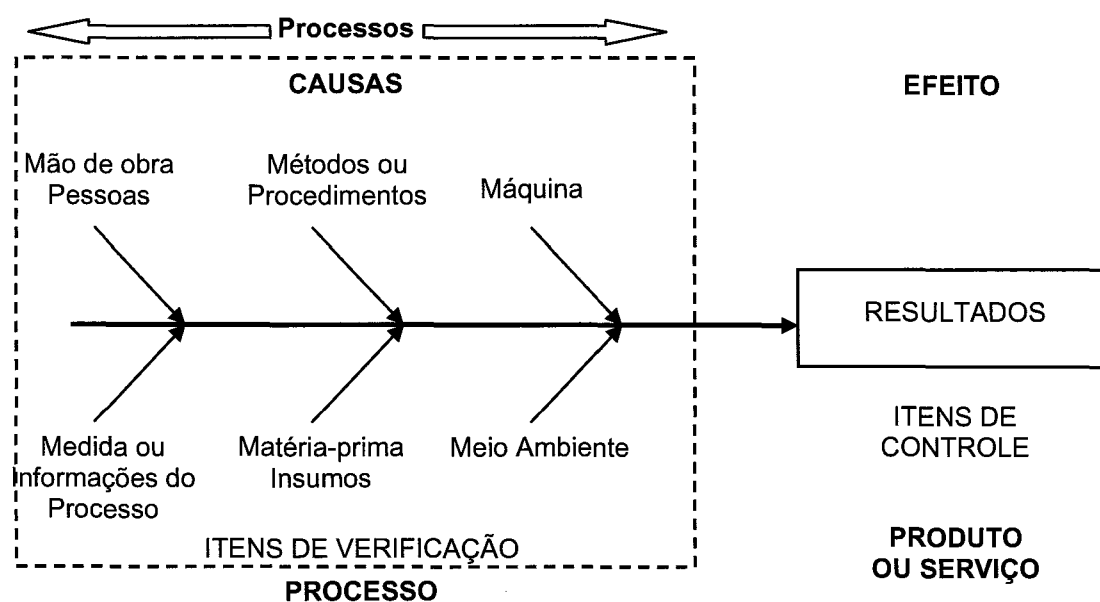 Processos
CAUSAS
EFEITO
Mão de obra
Pessoas
Métodos ou
Procedimentos
Máquina
RESULTADOS
Medida ou
Informações do
Processo
Matéria-prima
Insumos
Meio Ambiente
ITENS DE
CONTROLE
ITENS DE VERIFICAÇÃO
PROCESSO
PRODUTO
OU SERVIÇO